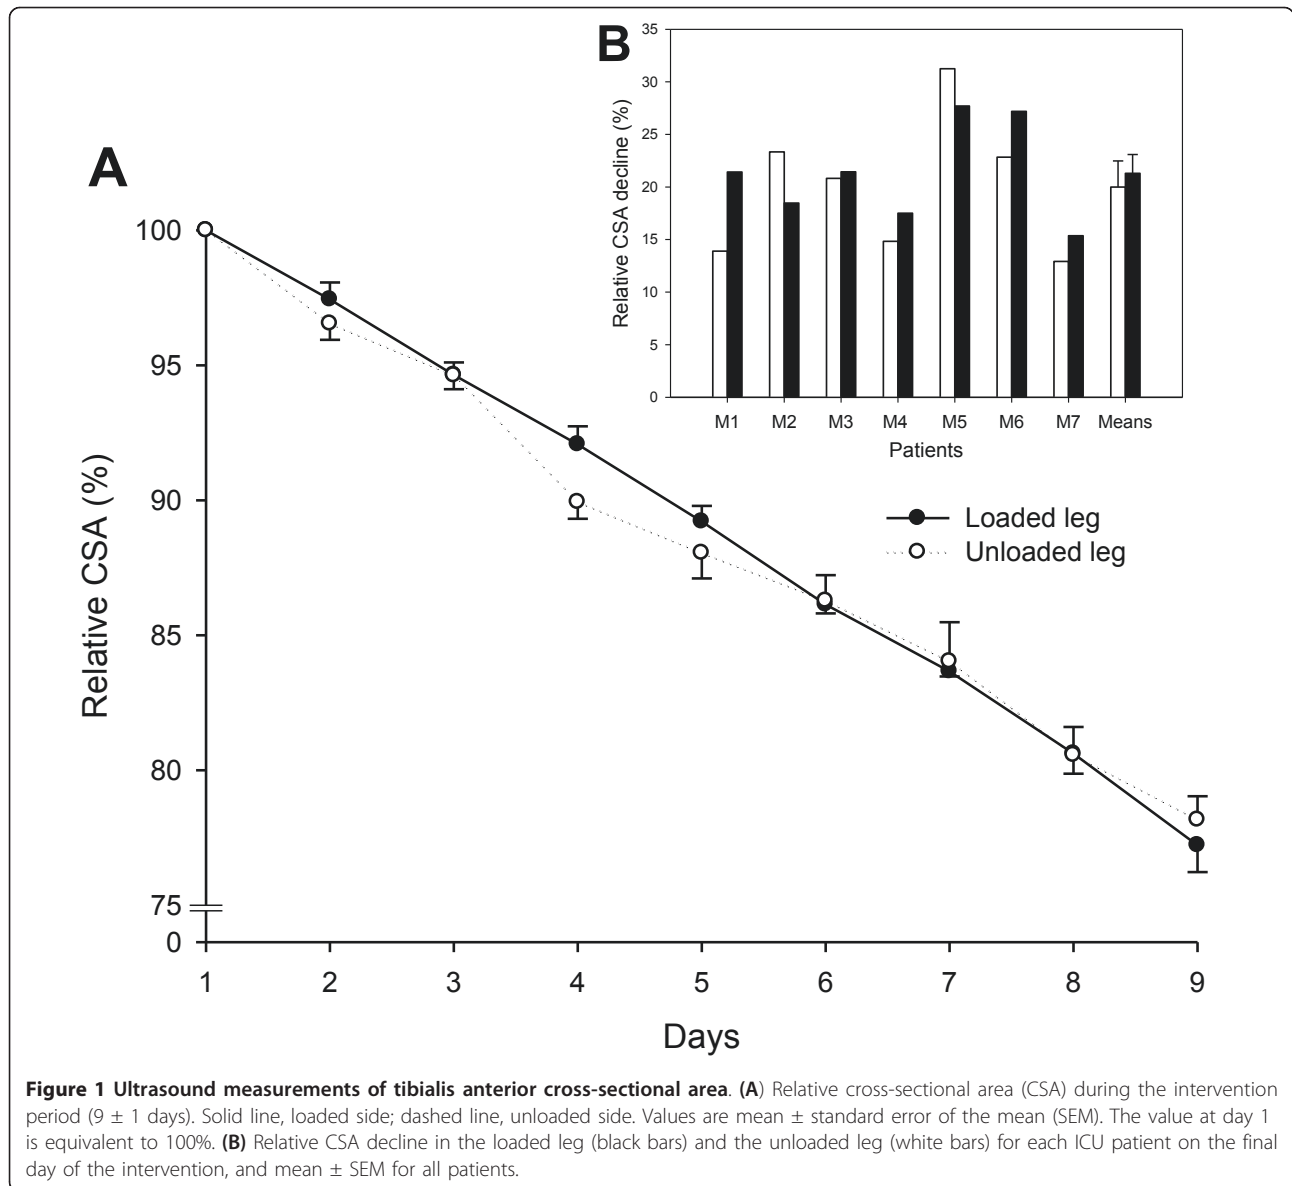 B
35
30
25
20
15
10
5
0
Relative CSA decline (%)
M1 M2 M3 M4 M5 M6 M7 Means
Patients
A
100
95
90
85
80
75
0
Relative CSA (%)
Loaded leg
Unloaded leg
1 2 3 4 5 6 7 8 9
Days
Figure 1 Ultrasound measurements of tibialis anterior cross-sectional area. (A) Relative cross-sectional area (CSA) during the intervention
period (9 ± 1 days). Solid line, loaded side; dashed line, unloaded side. Values are mean ± standard error of the mean (SEM). The value at day 1
is equivalent to 100%. (B) Relative CSA decline in the loaded leg (black bars) and the unloaded leg (white bars) for each ICU patient on the final
day of the intervention, and mean ± SEM for all patients.